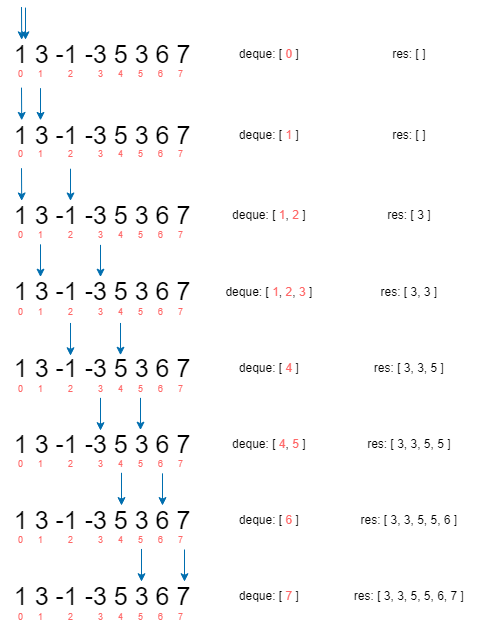 1 3 -1 -3 5 3 6 7 deque: [ 0 ] res: [ ]
0 1 2 3 4 5 6 7
1 3 -1 -3 5 3 6 7 deque: [ 1 ] res: [ ]
0 1 2 3 4 5 6 7
1 3 -1 -3 5 3 6 7 deque: [ 1, 2 ] res: [ 3 ]
0 1 2 3 4 5 6 7
1 3 -1 -3 5 3 6 7 deque: [ 1, 2, 3 ] res: [ 3, 3 ]
0 1 2 3 4 5 6 7
1 3 -1 -3 5 3 6 7 deque: [ 4 ] res: [ 3, 3, 5 ]
0 1 2 3 4 5 6 7
1 3 -1 -3 5 3 6 7 deque: [ 4, 5 ] res: [ 3, 3, 5, 5 ]
0 1 2 3 4 5 6 7
1 3 -1 -3 5 3 6 7 deque: [ 6 ] res: [ 3, 3, 5, 5, 6 ]
0 1 2 3 4 5 6 7
1 3 -1 -3 5 3 6 7 deque: [ 7 ] res: [ 3, 3, 5, 5, 6, 7 ]
0 1 2 3 4 5 6 7